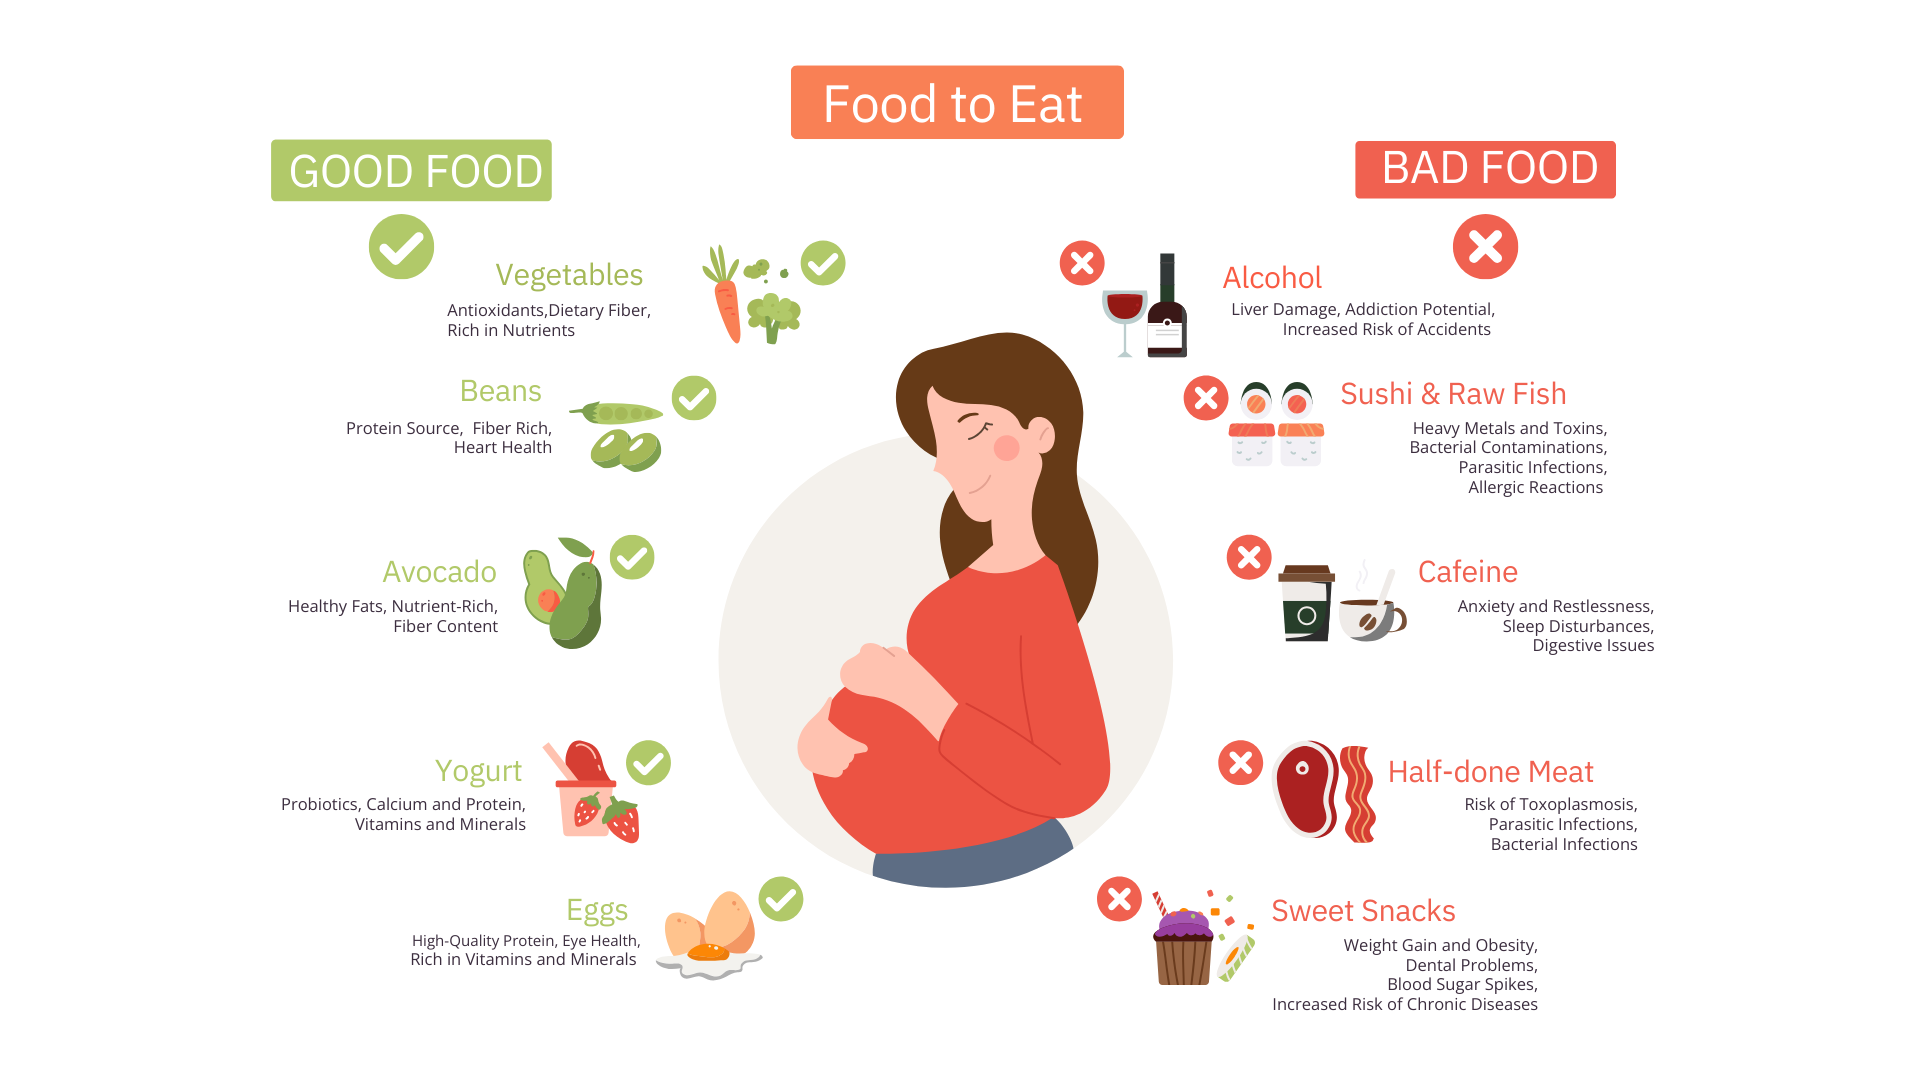 Food to Eat
GOOD FOOD
Vegetables
Antioxidants,Dietary Fiber,
Rich in Nutrients
Beans
Protein Source,  Fiber Rich,
Heart Health
Avocado
Healthy Fats, Nutrient-Rich,
Fiber Content
Yogurt
Probiotics, Calcium and Protein,
Vitamins and Minerals
Eggs
High-Quality Protein, Eye Health,
Rich in Vitamins and Minerals
BAD FOOD
Alcohol
Liver Damage, Addiction Potential,
Increased Risk of Accidents
Sushi & Raw Fish
Heavy Metals and Toxins,
Bacterial Contaminations,
Parasitic Infections,
Allergic Reactions
Cafeine
Anxiety and Restlessness,
Sleep Disturbances,
Digestive Issues
Half-done Meat
Risk of Toxoplasmosis,
Parasitic Infections,
Bacterial Infections
Sweet Snacks
Weight Gain and Obesity,
Dental Problems,
Blood Sugar Spikes,
Increased Risk of Chronic Diseases